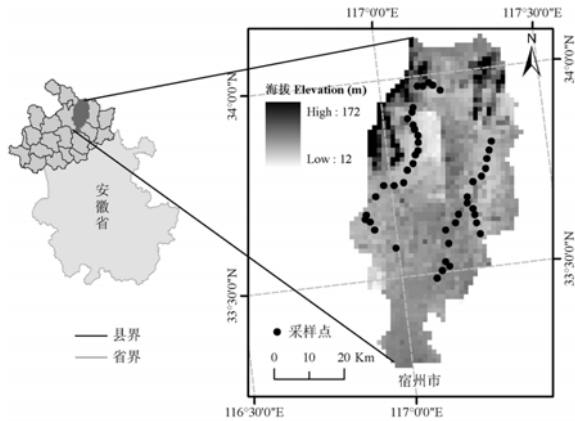 117°0'0"E
117°30'0"E
N
34°0'0"N
34°0'0"N
海拔 Elevation (m)
High : 172
Low : 12
安徽省
33°30'0"N
33°30'0"N
县界
省界
采样点
0 10 20 Km
宿州市
116°30'0"E
117°0'0"E